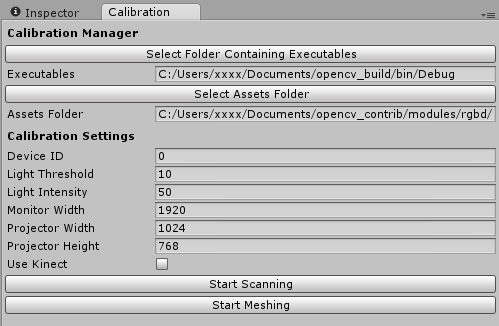 Inspector Calibration
Calibration Manager
Select Folder Containing Executables
Executables C:/Users/xxxx/Documents/opencv_build/bin/Debug
Select Assets Folder
Assets Folder C:/Users/xxxx/Documents/opencv_contrib/modules/rgbd/
Calibration Settings
Device ID 0
Light Threshold 10
Light Intensity 50
Monitor Width 1920
Projector Width 1024
Projector Height 768
Use Kinect
Start Scanning
Start Meshing